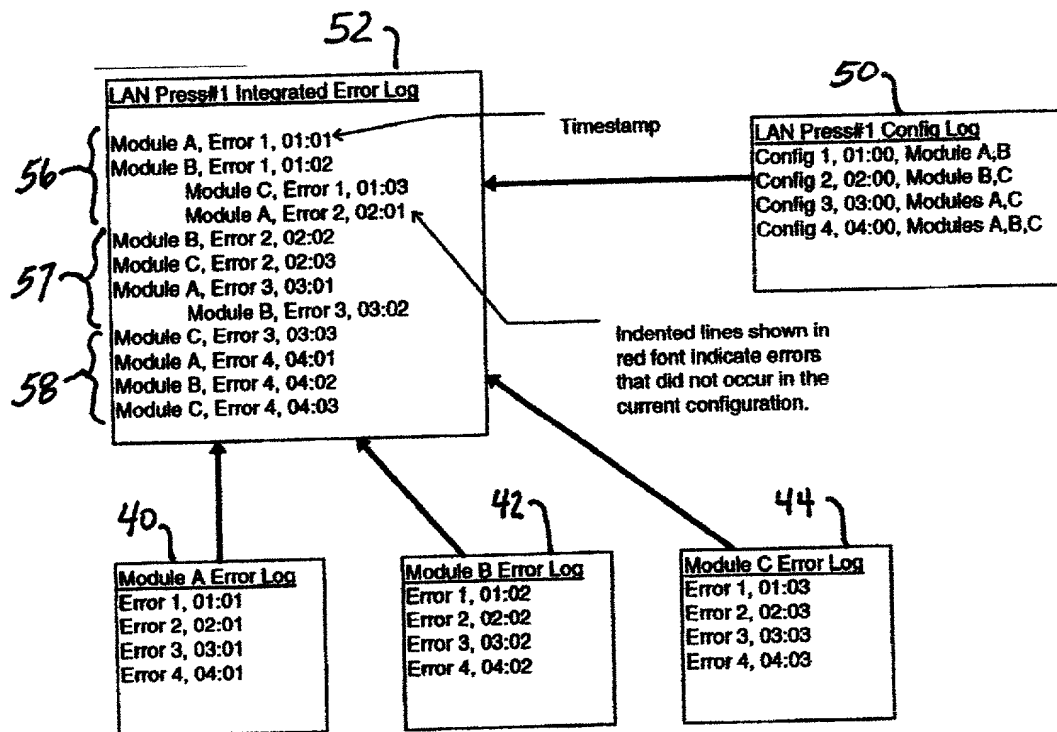 52
LAN Press#1 Integrated Error Log
Module A, Error 1, 01:01
Module B, Error 1, 01:02
Module C, Error 1, 01:03
Module A, Error 2, 02:01
Module B, Error 2, 02:02
Module C, Error 2, 02:03
Module A, Error 3, 03:01
Module B, Error 3, 03:02
Module C, Error 3, 03:03
Module A, Error 4, 04:01
Module B, Error 4, 04:02
Module C, Error 4, 04:03
56
57
58
Timestamp
50
LAN Press#1 Config Log
Config 1, 01:00, Module A,B
Config 2, 02:00, Module B,C
Config 3, 03:00, Modules A,C
Config 4, 04:00, Modules A,B,C
Indented lines shown in
red font indicate errors
that did not occur in the
current configuration.
40
Module A Error Log
Error 1, 01:01
Error 2, 02:01
Error 3, 03:01
Error 4, 04:01
42
Module B Error Log
Error 1, 01:02
Error 2, 02:02
Error 3, 03:02
Error 4, 04:02
44
Module C Error Log
Error 1, 01:03
Error 2, 02:03
Error 3, 03:03
Error 4, 04:03